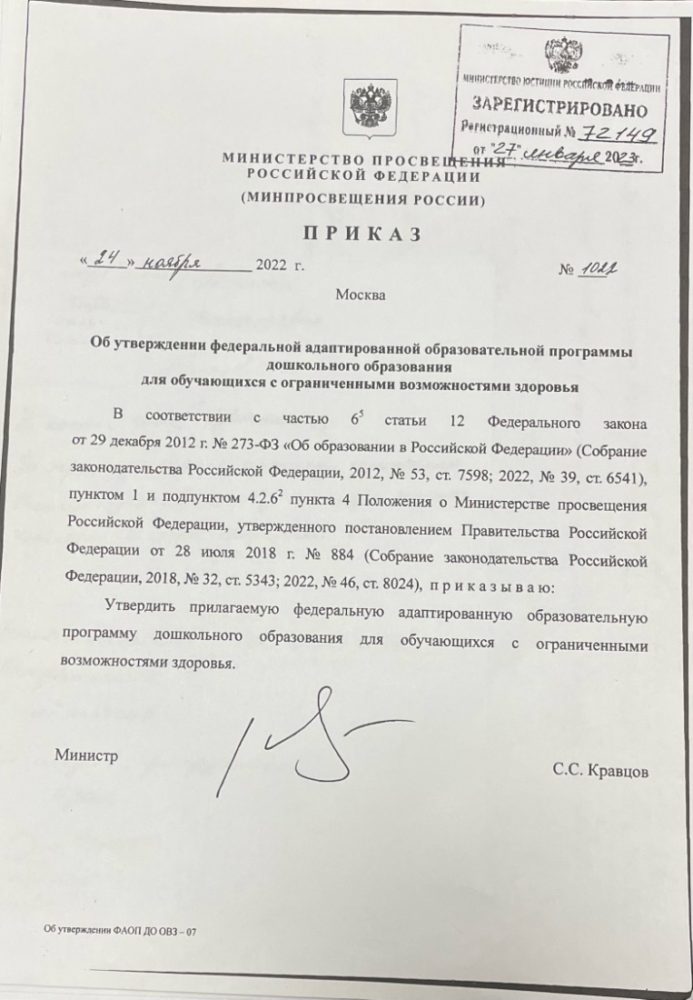 МИНИСТЕРСТВО ЮСТИЦИИ РОССИЙСКОЙ ФЕДЕРАЦИИ
ЗАРЕГИСТРИРОВАНО
Регистрационный № 72149
от "27" января 2023г.
МИНИСТЕРСТВО ПРОСВЕЩЕНИЯ
РОССИЙСКОЙ ФЕДЕРАЦИИ
(МИНПРОСВЕЩЕНИЯ РОССИИ)
ПРИКАЗ
«24» ноября 2022 г.
№ 1022
Москва
Об утверждении федеральной адаптированной образовательной программы
дошкольного образования
для обучающихся с ограниченными возможностями здоровья
В соответствии с частью 6⁵ статьи 12 Федерального закона
от 29 декабря 2012 г. № 273-ФЗ «Об образовании в Российской Федерации» (Собрание
законодательства Российской Федерации, 2012, № 53, ст. 7598; 2022, № 39, ст. 6541),
пунктом 1 и подпунктом 4.2.6² пункта 4 Положения о Министерстве просвещения
Российской Федерации, утвержденного постановлением Правительства Российской
Федерации от 28 июля 2018 г. № 884 (Собрание законодательства Российской
Федерации, 2018, № 32, ст. 5343; 2022, № 46, ст. 8024), п р и к а з ы в а ю:
Утвердить прилагаемую федеральную адаптированную образовательную
программу дошкольного образования для обучающихся с ограниченными
возможностями здоровья.
Министр
С.С. Кравцов
Об утверждении ФАОП ДО ОВЗ – 07